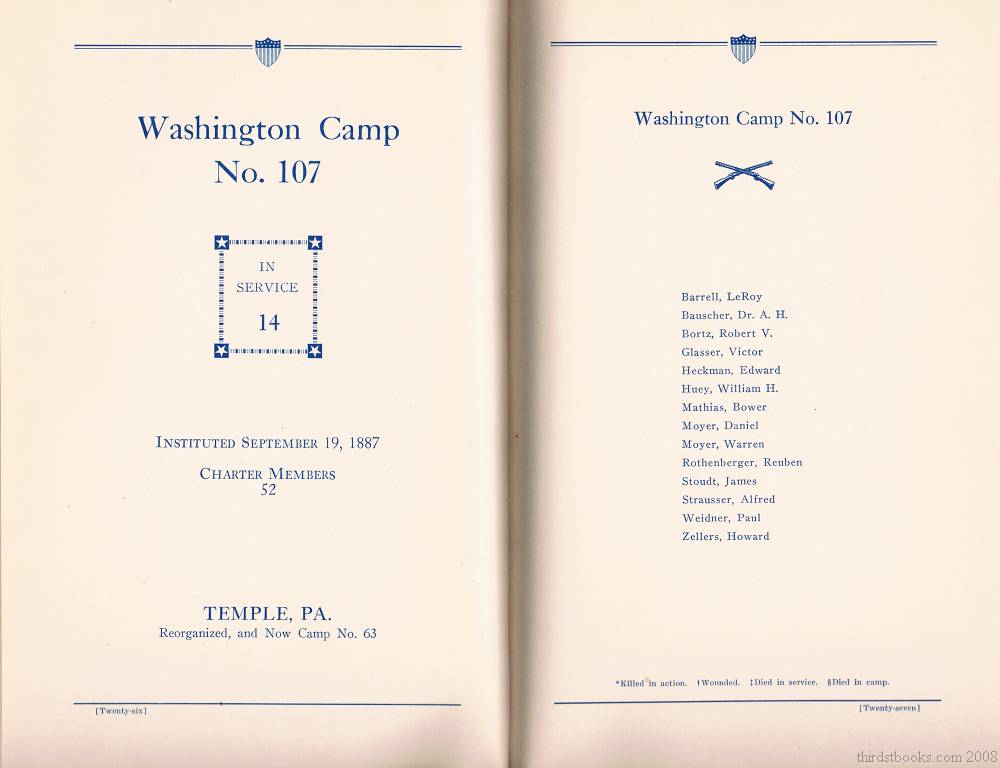 Washington Camp
No. 107
IN
SERVICE
14
INSTITUTED SEPTEMBER 19, 1887
CHARTER MEMBERS
52
TEMPLE, PA.
Reorganized, and Now Camp No. 63
[Twenty-six]
Washington Camp No. 107
Barrell, LeRoy
Bauscher, Dr. A. H.
Bortz, Robert V.
Glasser, Victor
Heckman, Edward
Huey, William H.
Mathias, Bower
Moyer, Daniel
Moyer, Warren
Rothenberger, Reuben
Stoudt, James
Strausser, Alfred
Weidner, Paul
Zellers, Howard
*Killed in action. †Wounded. ‡Died in service. §Died in camp.
[Twenty-seven]
thirdstbooks.com 2008